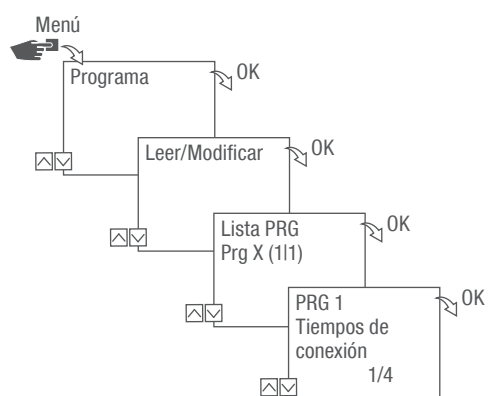 Menú
Programa
OK
Leer/Modificar
OK
Lista PRG
Prg X (1|1)
OK
PRG 1
Tiempos de
conexión
1/4
OK